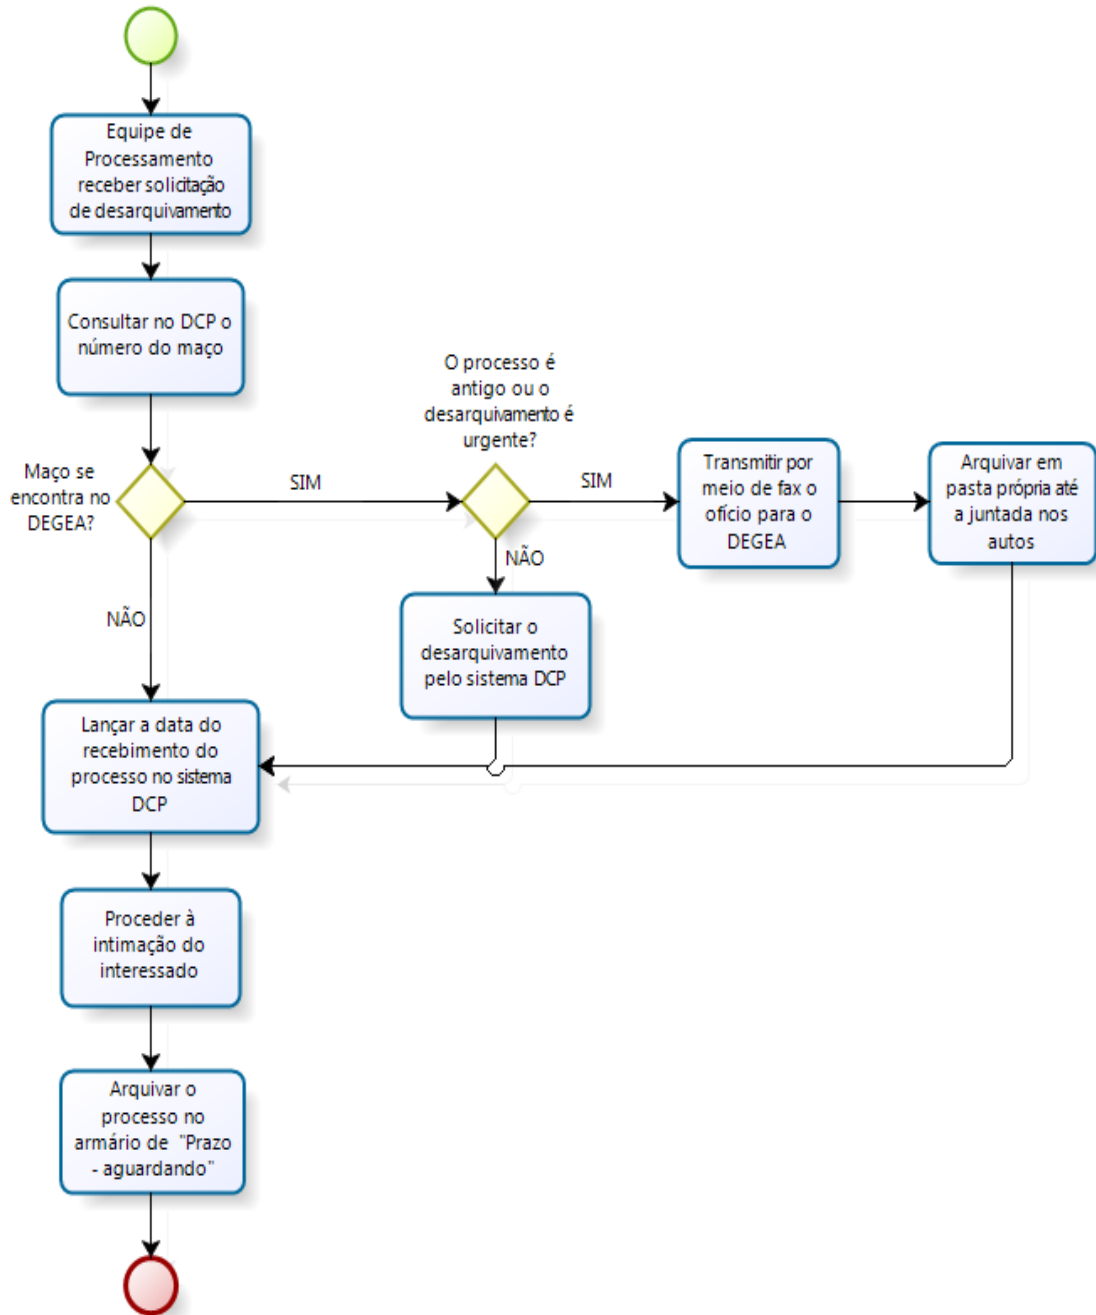 Equipe de
Processamento
receber solicitação
de desarquivamento
Consultar no DCP o
número do maço
Maço se
encontra no
DEGEA?
SIM
O processo é
antigo ou o
desarquivamento é
urgente?
SIM
Transmitir por
meio de fax o
ofício para o
DEGEA
Arquivar em
pasta própria até
a juntada nos
autos
NÃO
Solicitar o
desarquivamento
pelo sistema DCP
NÃO
Lançar a data do
recebimento do
processo no sistema
DCP
Proceder à
intimação do
interessado
Arquivar o
processo no
armário de "Prazo
- aguardando"